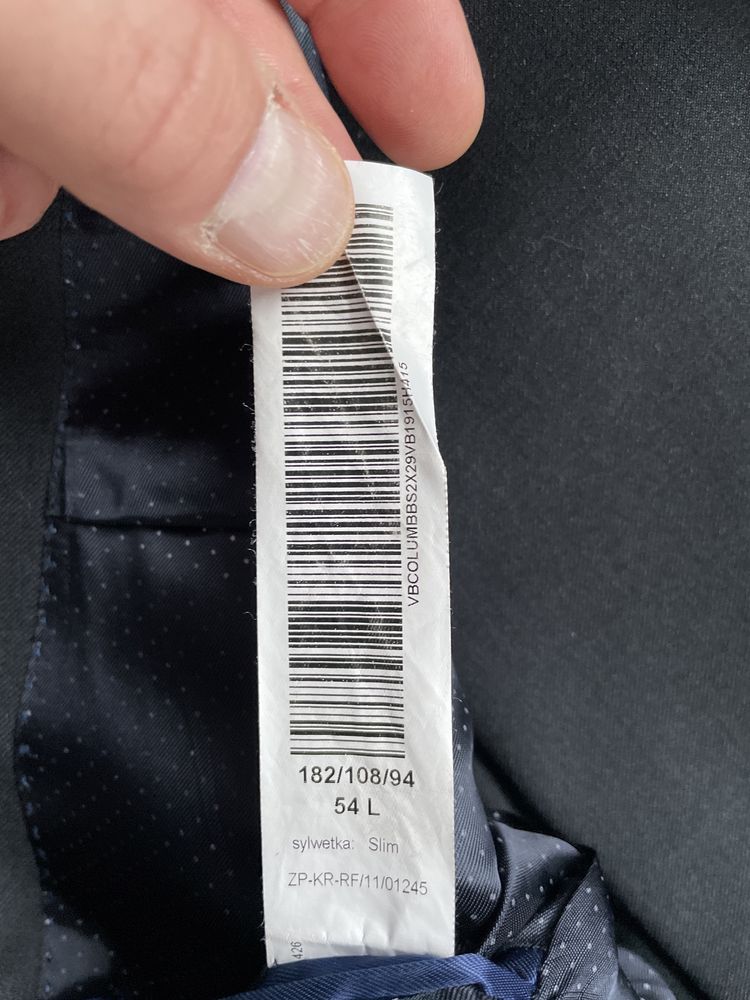 VBCOLUMBBS2X29VB1915H415
182/108/94
54 L
sylwetka: Slim
ZP-KR-RF/11/01245
426